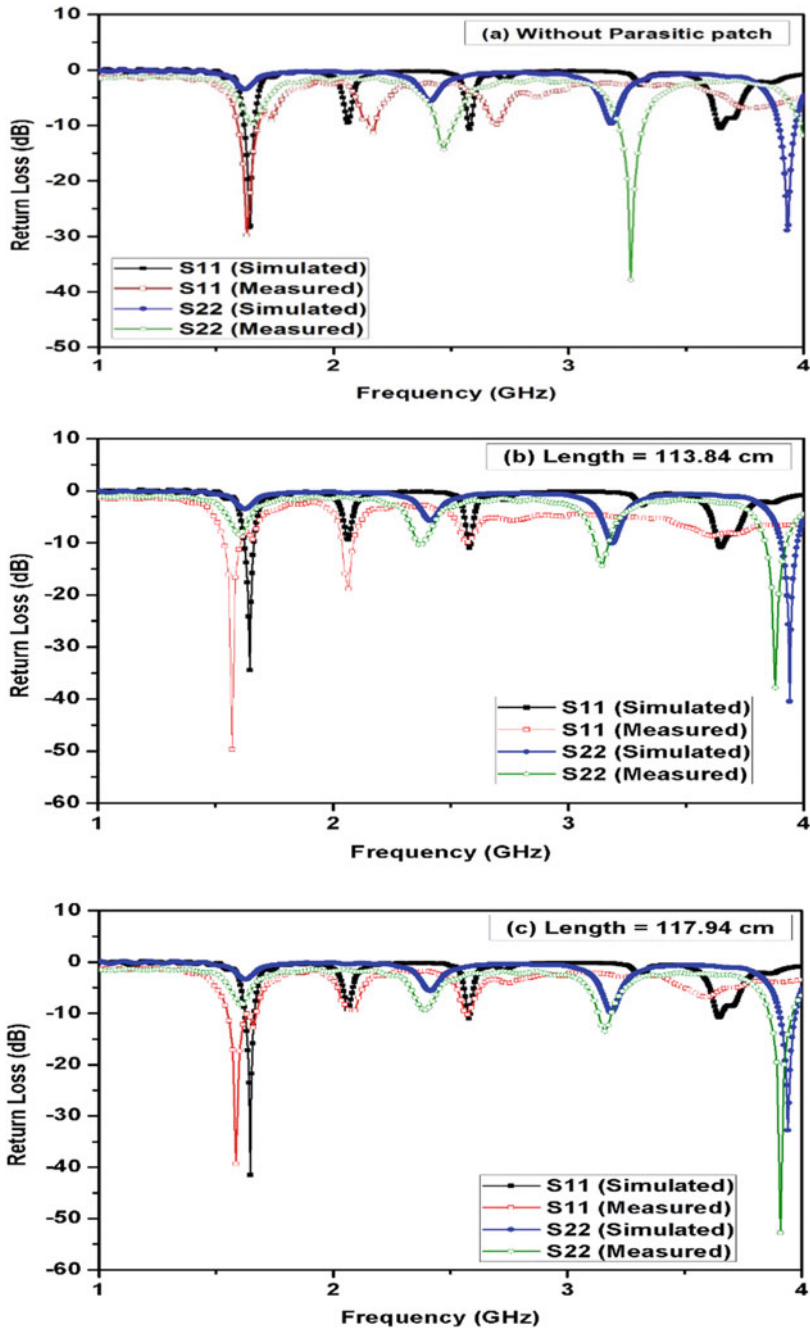 (a) Without Parasitic patch
10
0
-10
-20
-30
-40
-50
Return Loss (dB)
S11 (Simulated)
S11 (Measured)
S22 (Simulated)
S22 (Measured)
1 2 3 4
Frequency (GHz)
(b) Length = 113.84 cm
10
0
-10
-20
-30
-40
-50
-60
Return Loss (dB)
S11 (Simulated)
S11 (Measured)
S22 (Simulated)
S22 (Measured)
1 2 3 4
Frequency (GHz)
(c) Length = 117.94 cm
10
0
-10
-20
-30
-40
-50
-60
Return Loss (dB)
S11 (Simulated)
S11 (Measured)
S22 (Simulated)
S22 (Measured)
1 2 3 4
Frequency (GHz)